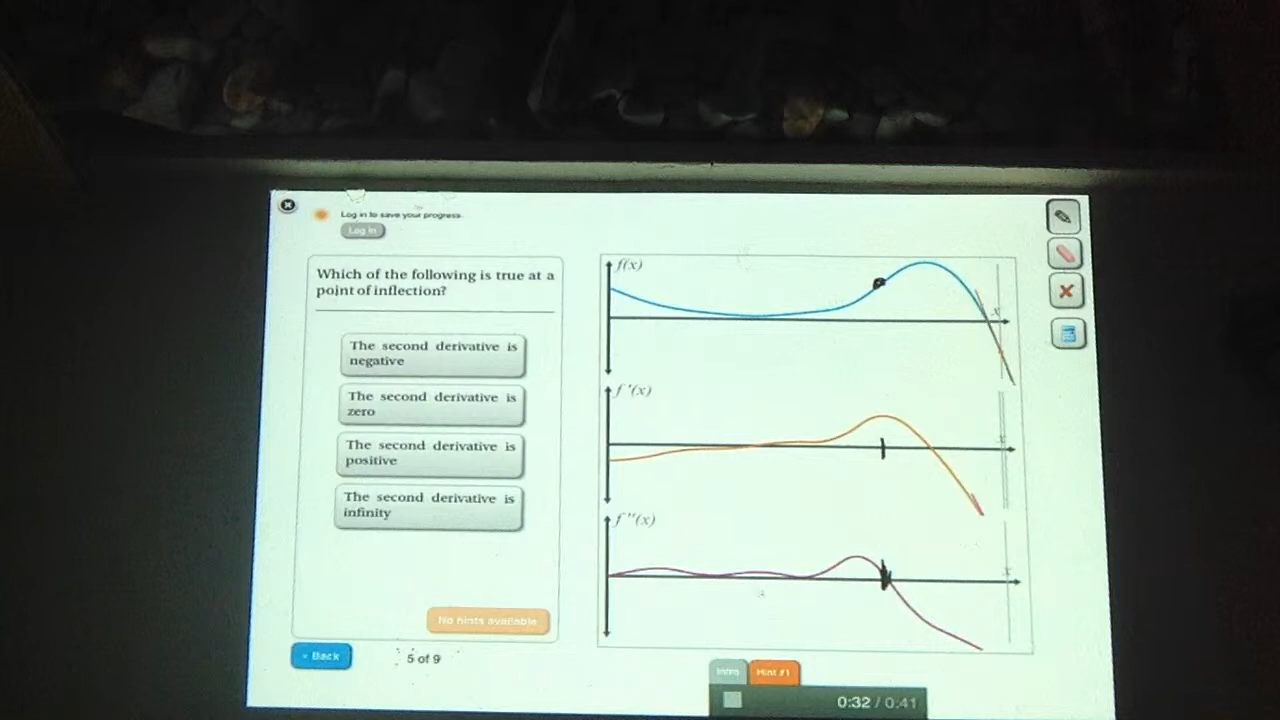 Log in to save your progress.
Log In
Which of the following is true at a
point of inflection?
The second derivative is
negative
The second derivative is
zero
The second derivative is
positive
The second derivative is
infinity
No hints available
Back
5 of 9
f(x)
x
f'(x)
x
f''(x)
x
Intro
Hint #1
0:32 / 0:41